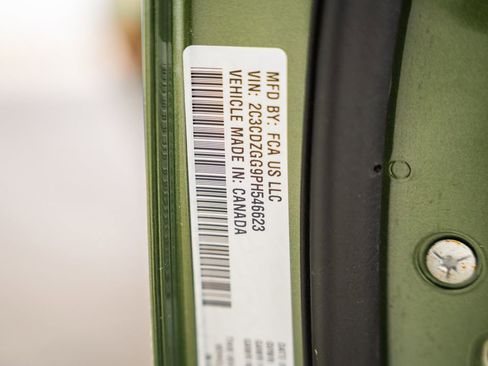 MFD BY: FCA US LLC
VIN: 2C3CDZGG9PH546623
VEHICLE MADE IN: CANADA